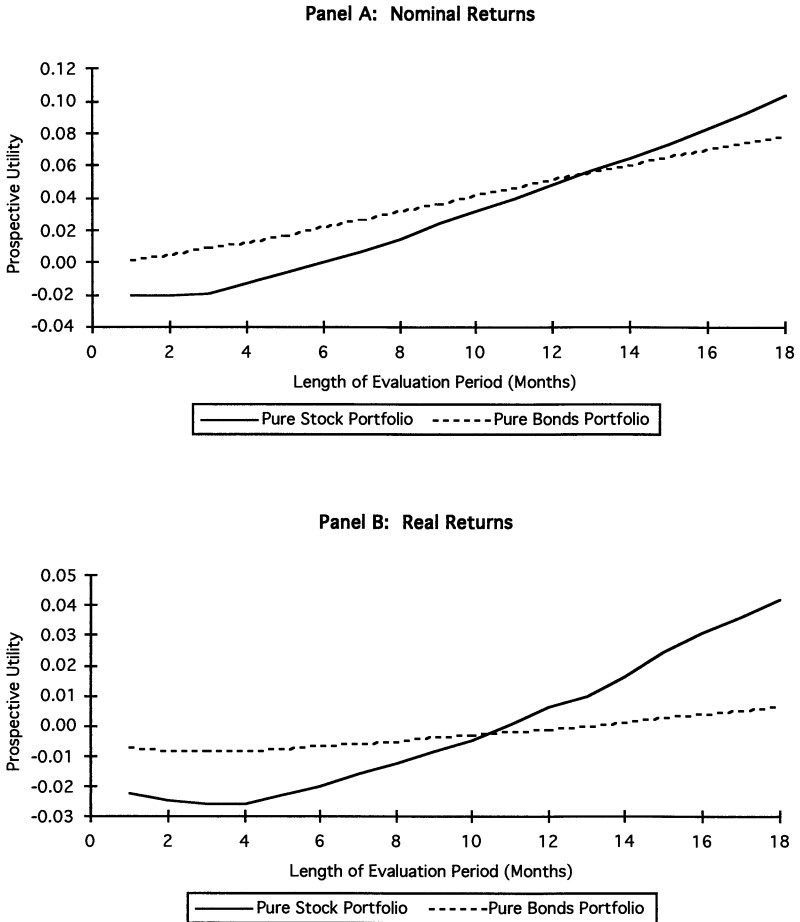 Panel A: Nominal Returns
0.12
0.10
0.08
0.06
0.04
0.02
0.00
-0.02
-0.04
Prospective Utility
0 2 4 6 8 10 12 14 16 18
Length of Evaluation Period (Months)
Pure Stock Portfolio Pure Bonds Portfolio
Panel B: Real Returns
0.05
0.04
0.03
0.02
0.01
0.00
-0.01
-0.02
-0.03
Prospective Utility
0 2 4 6 8 10 12 14 16 18
Length of Evaluation Period (Months)
Pure Stock Portfolio Pure Bonds Portfolio